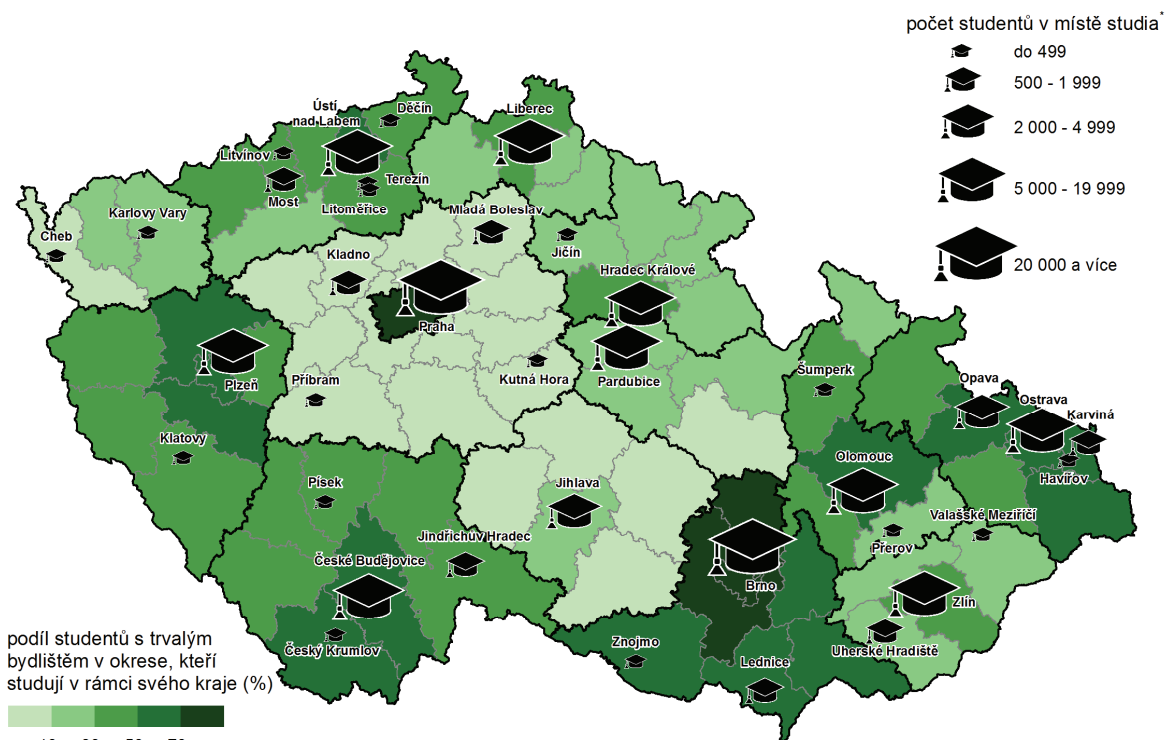 počet studentů v místě studia*
do 499
500 - 1 999
2 000 - 4 999
5 000 - 19 999
20 000 a více
Ústí
nad Labem
Děčín
Liberec
Litvínov
Most
Terezín
Litoměřice
Karlovy Vary
Cheb
Mladá Boleslav
Jičín
Kladno
Hradec Králové
Praha
Plzeň
Příbram
Kutná Hora
Pardubice
Šumperk
Opava
Ostrava
Karviná
Havířov
Klatovy
Písek
Jihlava
Olomouc
Jindřichův Hradec
Valašské Meziříčí
Přerov
České Budějovice
Brno
Zlín
Český Krumlov
Znojmo
Lednice
Uherské Hradiště
podíl studentů s trvalým
bydlištěm v okrese, kteří
studují v rámci svého kraje (%)